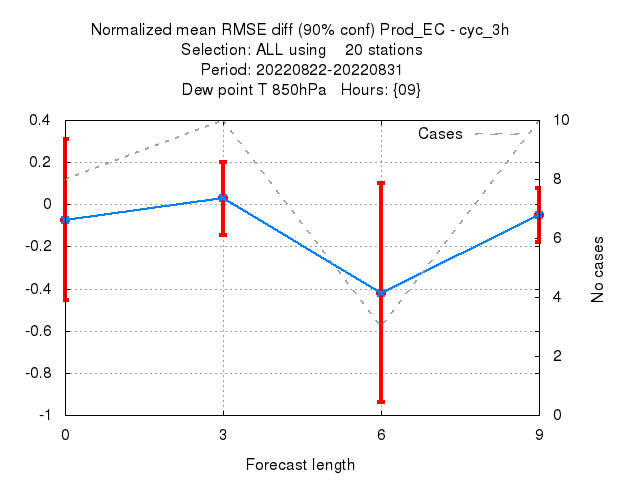 Normalized mean RMSE diff (90% conf) Prod_EC - cyc_3h
Selection: ALL using    20 stations
Period: 20220822-20220831
Dew point T 850hPa   Hours: {09}
Cases
0.4
0.2
0
-0.2
-0.4
-0.6
-0.8
-1
10
8
6
4
2
0
No cases
0 3 6 9
Forecast length